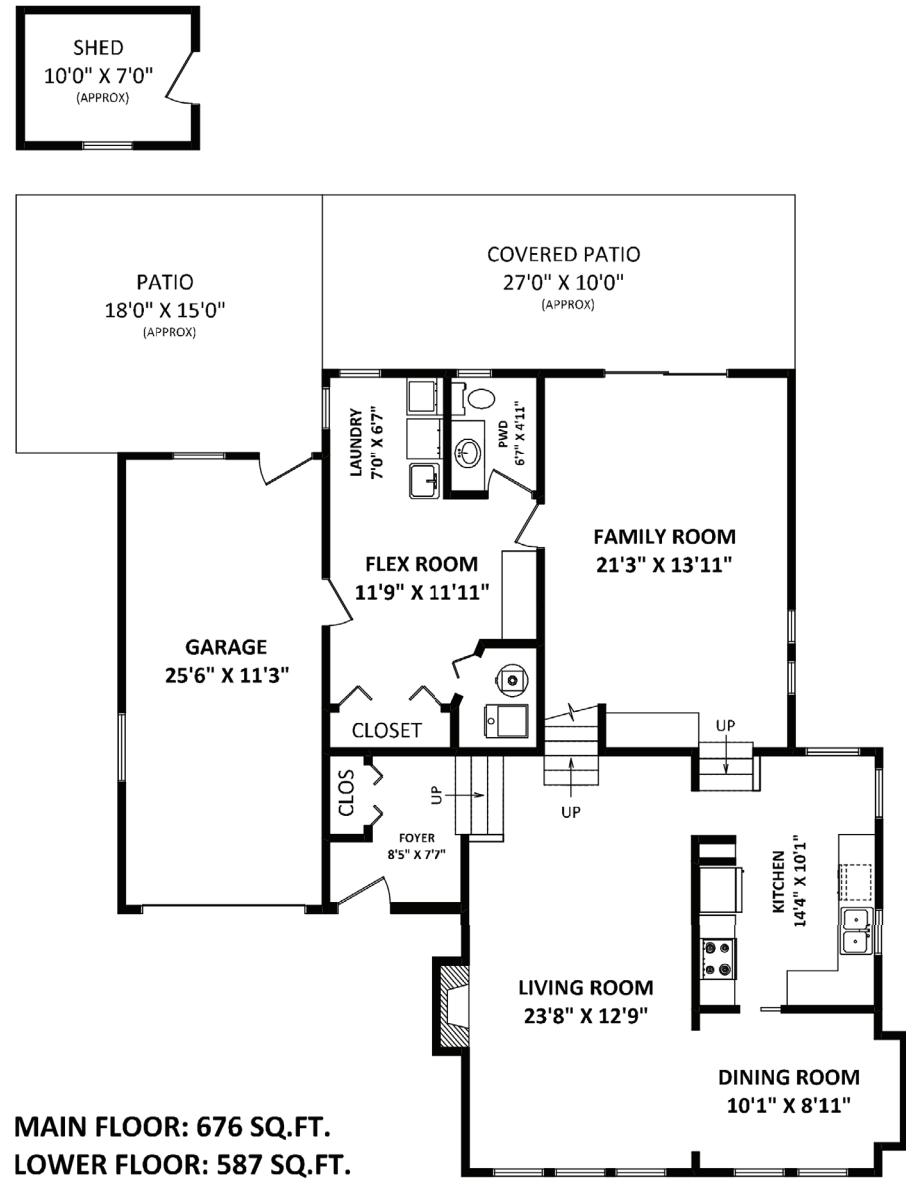 SHED
10'0" X 7'0"
(APPROX)
PATIO
18'0" X 15'0"
(APPROX)
COVERED PATIO
27'0" X 10'0"
(APPROX)
LAUNDRY
7'0" X 6'7"
PWD
6'7" X 4'11"
FAMILY ROOM
21'3" X 13'11"
FLEX ROOM
11'9" X 11'11"
GARAGE
25'6" X 11'3"
CLOSET
UP
CLOS
UP
UP
FOYER
8'5" X 7'7"
KITCHEN
14'4" X 10'1"
LIVING ROOM
23'8" X 12'9"
DINING ROOM
10'1" X 8'11"
MAIN FLOOR: 676 SQ.FT.
LOWER FLOOR: 587 SQ.FT.